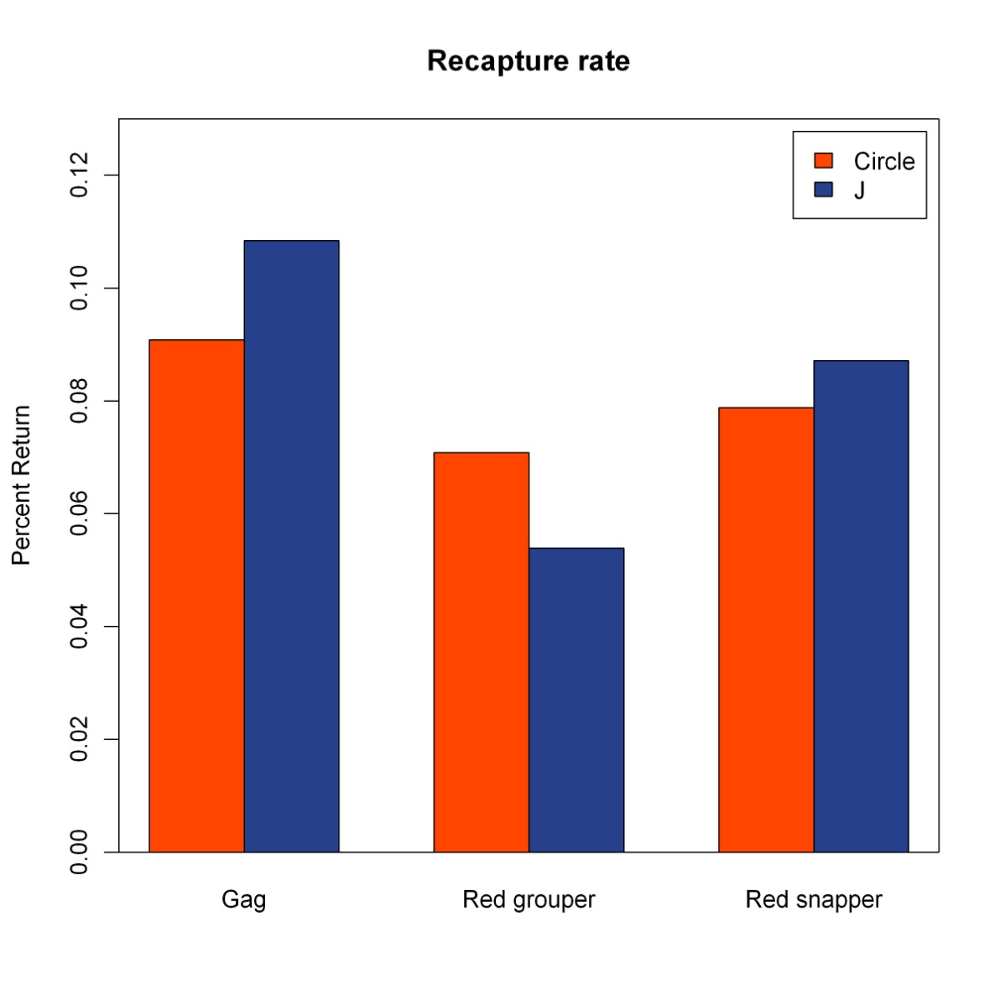 Recapture rate
Circle
J
Percent Return
0.12
0.10
0.08
0.06
0.04
0.02
0.00
Gag
Red grouper
Red snapper